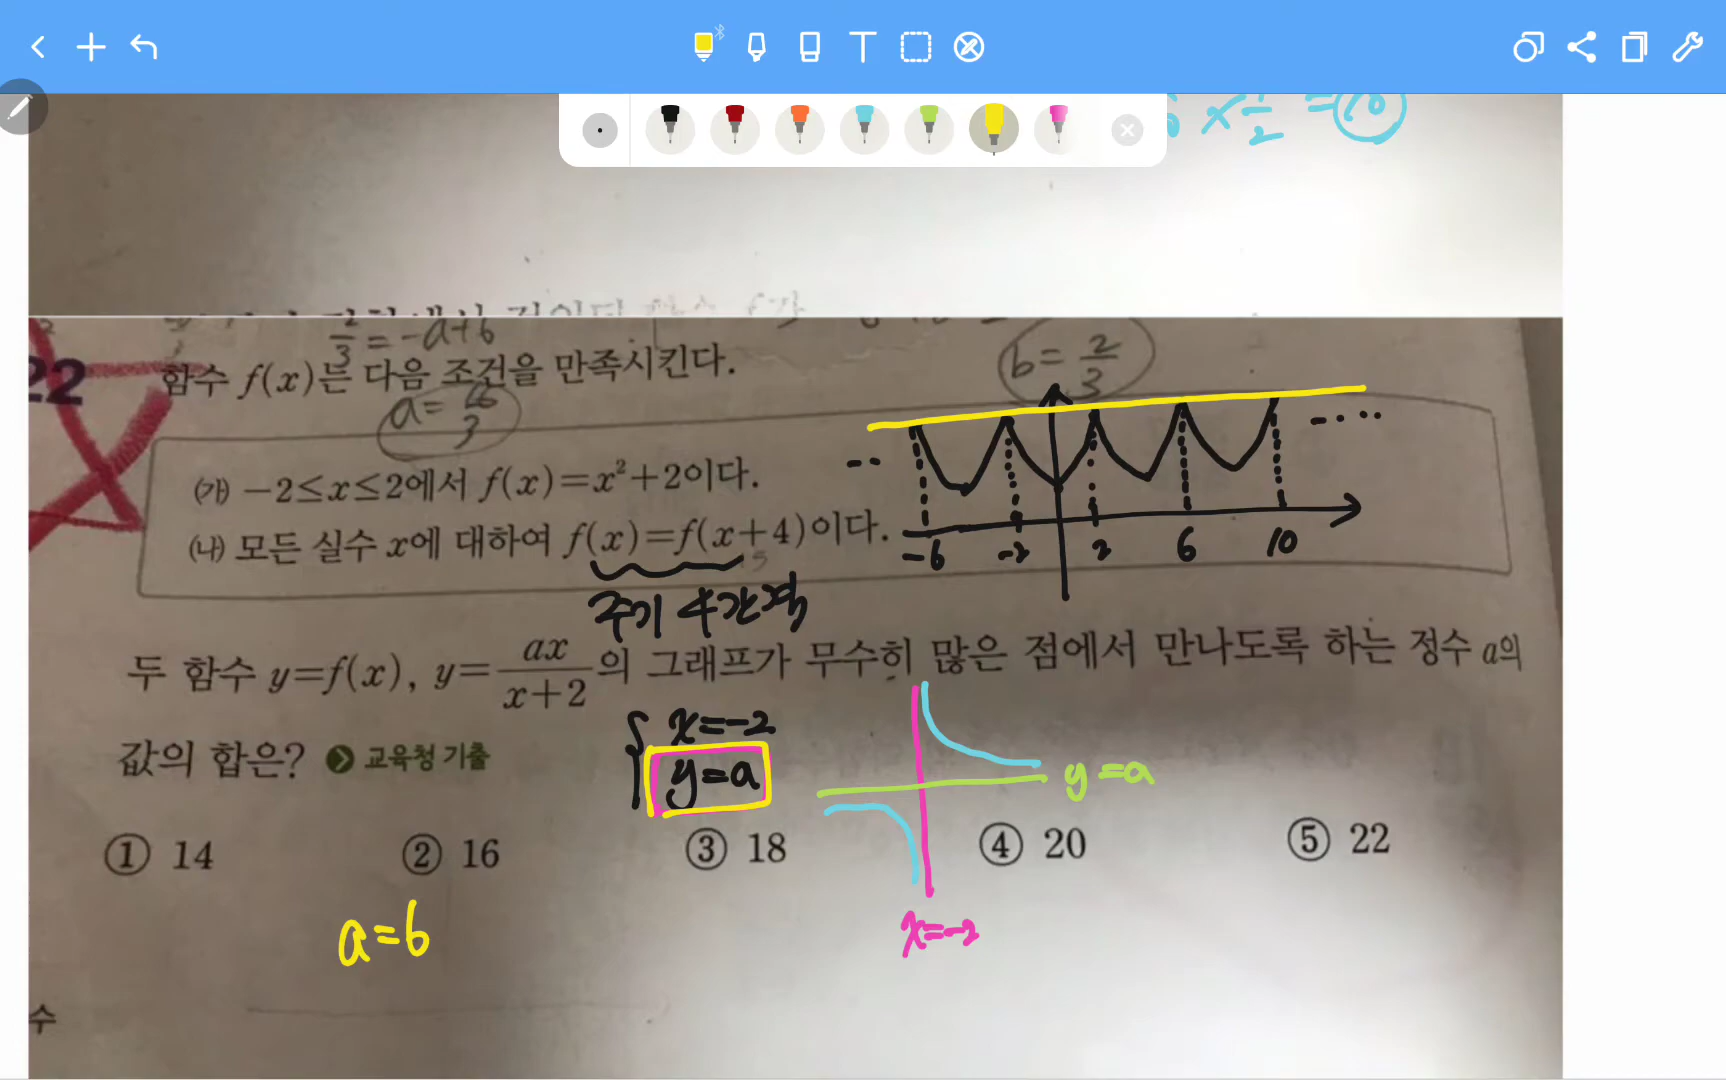 x 1/2 = 10
2/3 = -a+6
22
함수 f(x)는 다음 조건을 만족시킨다.
b = 2/3
(가) -2≤x≤2에서 f(x)=x²+2이다.
(나) 모든 실수 x에 대하여 f(x)=f(x+4)이다.
-6 -2 2 6 10
주기 4간격
두 함수 y=f(x), y=ax/(x+2)의 그래프가 무수히 많은 점에서 만나도록 하는 정수 a의
값의 합은? 교육청 기출
x=-2
y=a
y=a
① 14 ② 16 ③ 18 ④ 20 ⑤ 22
a=6
x=-2
수